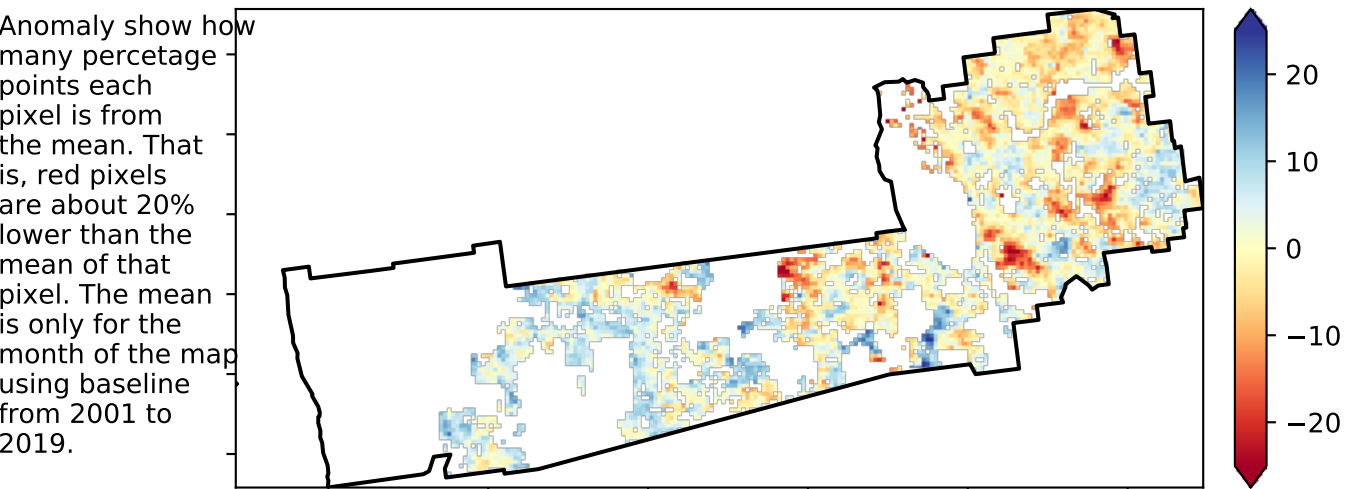 Anomaly show how
many percetage
points each
pixel is from
the mean. That
is, red pixels
are about 20%
lower than the
mean of that
pixel. The mean
is only for the
month of the map
using baseline
from 2001 to
2019.
20
10
0
−10
−20